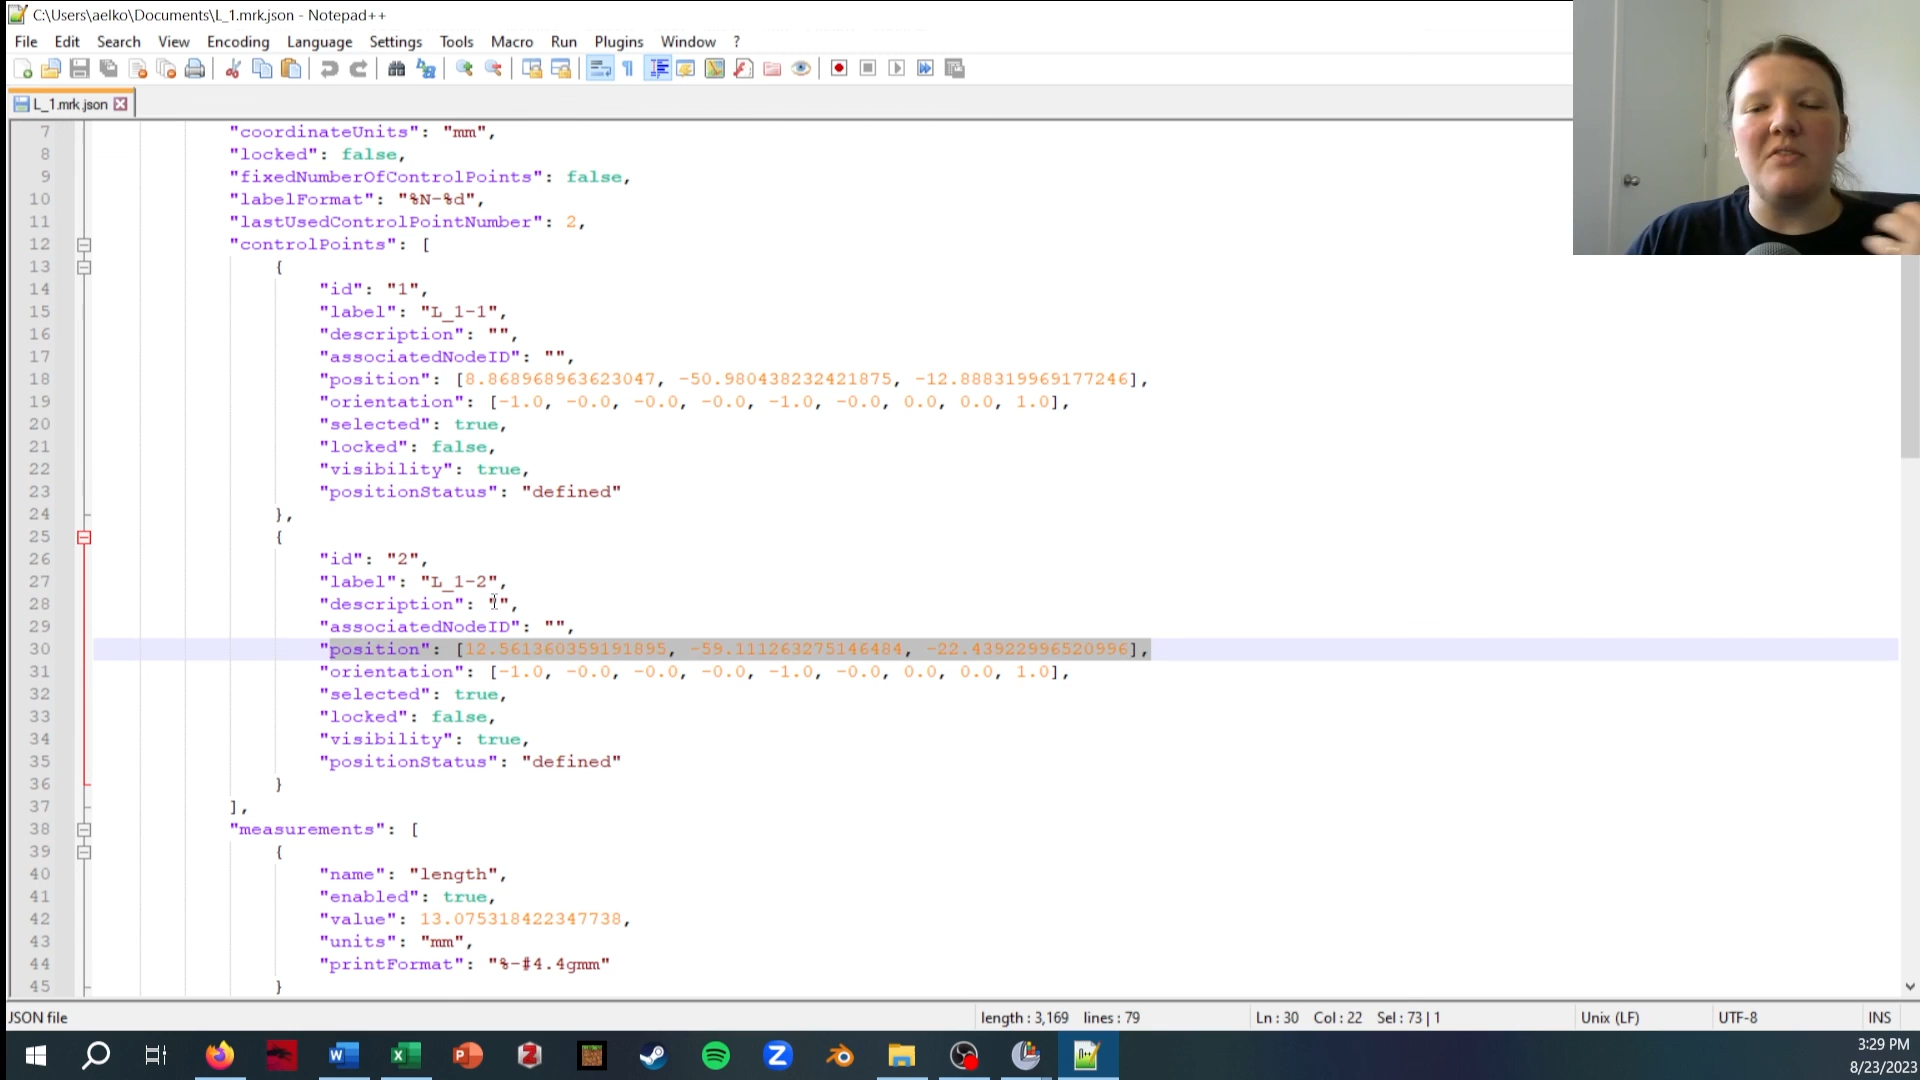 C:\Users\aelko\Documents\L_1.mrk.json - Notepad++
File Edit Search View Encoding Language Settings Tools Macro Run Plugins Window ?
L_1.mrk.json
7 "coordinateUnits": "mm",
8 "locked": false,
9 "fixedNumberOfControlPoints": false,
10 "labelFormat": "%N-%d",
11 "lastUsedControlPointNumber": 2,
12 "controlPoints": [
13 {
14 "id": "1",
15 "label": "L_1-1",
16 "description": "",
17 "associatedNodeID": "",
18 "position": [8.868968963623047, -50.980438232421875, -12.888319969177246],
19 "orientation": [-1.0, -0.0, -0.0, -0.0, -1.0, -0.0, 0.0, 0.0, 1.0],
20 "selected": true,
21 "locked": false,
22 "visibility": true,
23 "positionStatus": "defined"
24 },
25 {
26 "id": "2",
27 "label": "L_1-2",
28 "description": "",
29 "associatedNodeID": "",
30 "position": [12.561360359191895, -59.111263275146484, -22.43922996520996],
31 "orientation": [-1.0, -0.0, -0.0, -0.0, -1.0, -0.0, 0.0, 0.0, 1.0],
32 "selected": true,
33 "locked": false,
34 "visibility": true,
35 "positionStatus": "defined"
36 }
37 ],
38 "measurements": [
39 {
40 "name": "length",
41 "enabled": true,
42 "value": 13.075318422347738,
43 "units": "mm",
44 "printFormat": "%-#4.4gmm"
45 }
JSON file length : 3,169 lines : 79 Ln : 30 Col : 22 Sel : 73 | 1 Unix (LF) UTF-8 INS
3:29 PM
8/23/2023